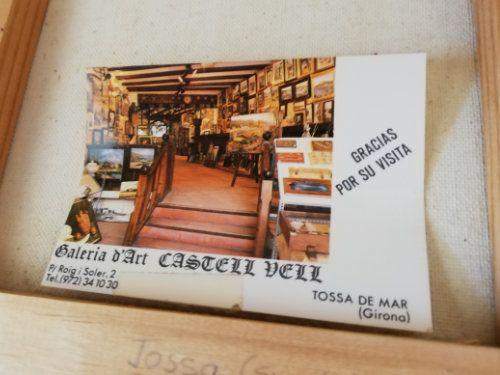 GRACIAS
POR SU VISITA
Galeria d'Art CASTELL VELL
P/ Roig i Soler, 2
Tel. (972) 34 10 30
TOSSA DE MAR
(Girona)
Tossa